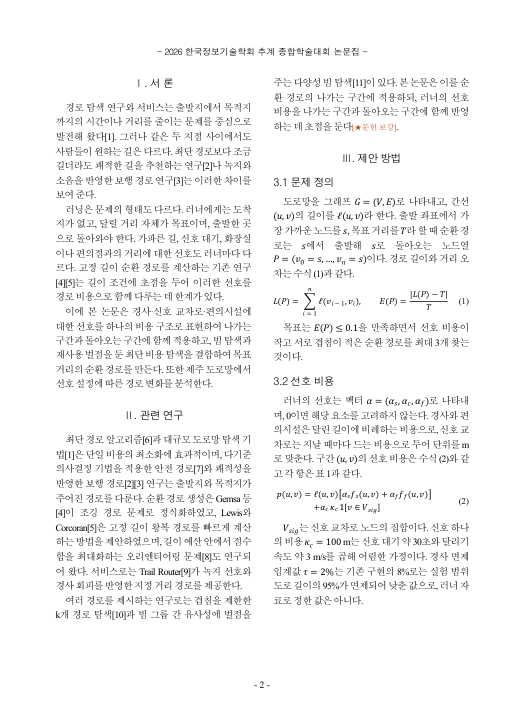 - 2026 한국정보기술학회 추계 종합학술대회 논문집 -
Ⅰ. 서 론
경로 탐색 연구와 서비스는 출발지에서 목적지
까지의 시간이나 거리를 줄이는 문제를 중심으로
발전해 왔다[1]. 그러나 같은 두 지점 사이에서도
사람들이 원하는 길은 다르다. 최단 경로보다 조금
길더라도 쾌적한 길을 추천하는 연구[2]나 녹지와
소음을 반영한 보행 경로 연구[3]는 이러한 차이를
보여 준다.
러닝은 문제의 형태도 다르다. 러너에게는 도착
지가 없고, 달릴 거리 자체가 목표이며, 출발한 곳
으로 돌아와야 한다. 가파른 길, 신호 대기, 화장실
이나 편의점과의 거리에 대한 선호도 러너마다 다
르다. 고정 길이 순환 경로를 계산하는 기존 연구
[4][5]는 길이 조건에 초점을 두어 이러한 선호를
경로 비용으로 함께 다루는 데 한계가 있다.
이에 본 논문은 경사·신호 교차로·편의시설에
대한 선호를 하나의 비용 구조로 표현하여 나가는
구간과 돌아오는 구간에 함께 적용하고, 빔 탐색과
재사용 벌점을 둔 최단 비용 탐색을 결합하여 목표
거리의 순환 경로를 만든다. 또한 제주 도로망에서
선호 설정에 따른 경로 변화를 분석한다.
Ⅱ. 관련 연구
최단 경로 알고리즘[6]과 대규모 도로망 탐색 기
법[1]은 단일 비용의 최소화에 효과적이며, 다기준
의사결정 기법을 적용한 안전 경로[7]와 쾌적성을
반영한 보행 경로[2][3] 연구는 출발지와 목적지가
주어진 경로를 다룬다. 순환 경로 생성은 Gemsa 등
[4]이 조깅 경로 문제로 정식화하였고, Lewis와
Corcoran[5]은 고정 길이 왕복 경로를 빠르게 계산
하는 방법을 제안하였으며, 길이 예산 안에서 점수
합을 최대화하는 오리엔티어링 문제[8]도 연구되
어 왔다. 서비스로는 Trail Router[9]가 녹지 선호와
경사 회피를 반영한 지정 거리 경로를 제공한다.
여러 경로를 제시하는 연구로는 겹침을 제한한
k개 경로 탐색[10]과 빔 그룹 간 유사성에 벌점을
주는 다양성 빔 탐색[11]이 있다. 본 논문은 이를 순
환 경로의 나가는 구간에 적용하되, 러너의 선호
비용을 나가는 구간과 돌아오는 구간에 함께 반영
하는 데 초점을 둔다[★문헌 보강].
Ⅲ. 제안 방법
3.1 문제 정의
도로망을 그래프 G = (V, E)로 나타내고, 간선
(u, v)의 길이를 ℓ(u, v)라 한다. 출발 좌표에서 가
장 가까운 노드를 s, 목표 거리를 T라 할 때 순환 경
로는 s에서 출발해 s로 돌아오는 노드열
P = (v₀ = s, ..., vₙ = s)이다. 경로 길이와 거리 오
차는 수식 (1)과 같다.
L(P) = ∑ᵢ₌₁ⁿ ℓ(vᵢ₋₁, vᵢ), E(P) = |L(P) − T| / T (1)
목표는 E(P) ≤ 0.1을 만족하면서 선호 비용이
작고 서로 겹침이 적은 순환 경로를 최대 3개 찾는
것이다.
3.2 선호 비용
러너의 선호는 벡터 α = (αₛ, α_c, α_f)로 나타내
며, 0이면 해당 요소를 고려하지 않는다. 경사와 편
의시설은 달린 길이에 비례하는 비용으로, 신호 교
차로는 지날 때마다 드는 비용으로 두어 단위를 m
로 맞춘다. 구간 (u, v)의 선호 비용은 수식 (2)와 같
고 각 항은 표 1과 같다.
p(u, v) = ℓ(u, v)[αₛfₛ(u, v) + α_f f_f(u, v)]
+α_c κ_c 1[v ∈ V_sig] (2)
V_sig는 신호 교차로 노드의 집합이다. 신호 하나
의 비용 κ_c = 100 m는 신호 대기 약 30초와 달리기
속도 약 3 m/s를 곱해 어림한 가정이다. 경사 면제
임계값 τ = 2%는 기존 구현의 8%로는 실험 범위
도로 길이의 95%가 면제되어 낮춘 값으로, 러너 자
료로 정한 값은 아니다.
- 2 -